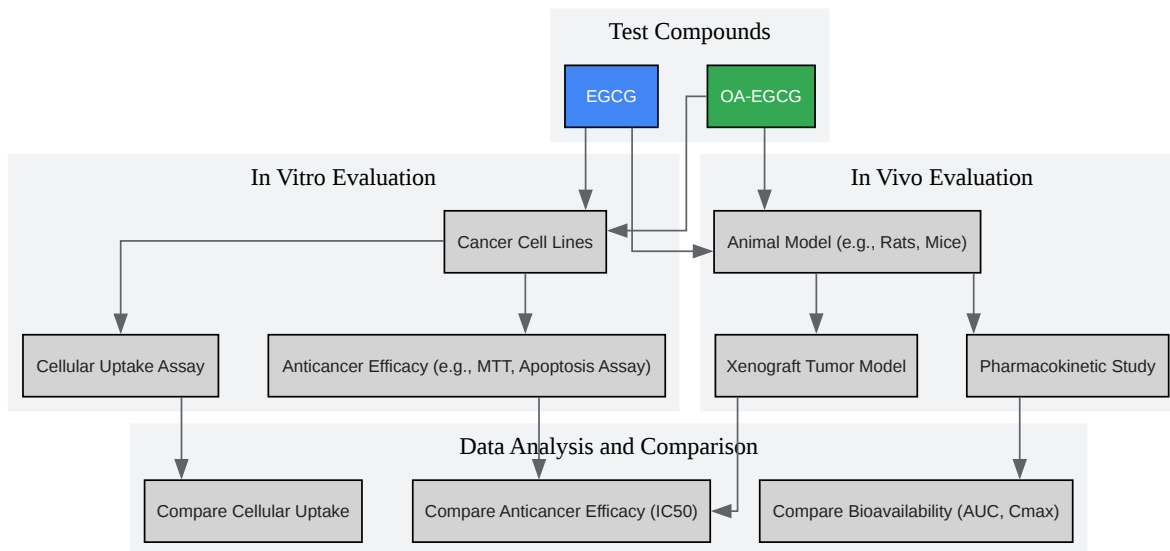 Test Compounds
EGCG
OA-EGCG
In Vitro Evaluation
In Vivo Evaluation
Cancer Cell Lines
Animal Model (e.g., Rats, Mice)
Cellular Uptake Assay
Anticancer Efficacy (e.g., MTT, Apoptosis Assay)
Xenograft Tumor Model
Pharmacokinetic Study
Data Analysis and Comparison
Compare Cellular Uptake
Compare Anticancer Efficacy (IC50)
Compare Bioavailability (AUC, Cmax)